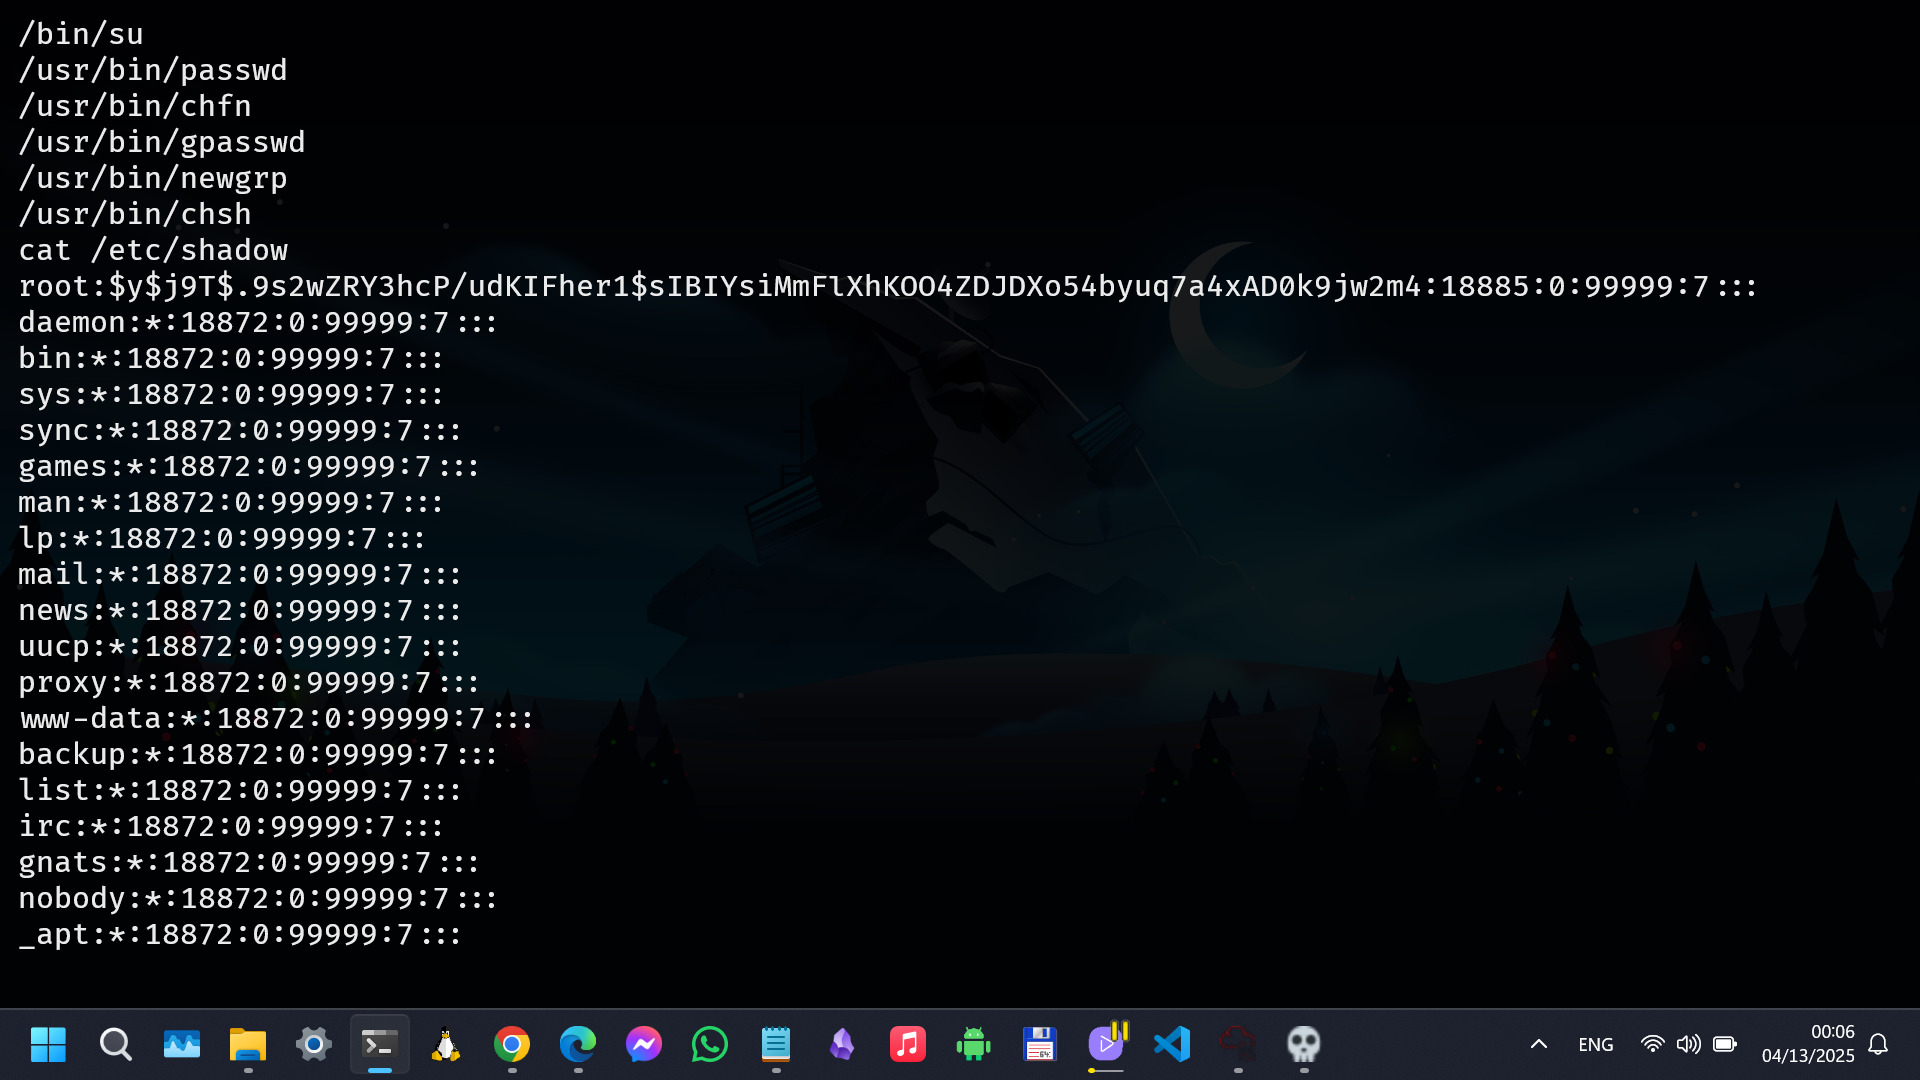 /bin/su
/usr/bin/passwd
/usr/bin/chfn
/usr/bin/gpasswd
/usr/bin/newgrp
/usr/bin/chsh
cat /etc/shadow
root:$y$j9T$.9s2wZRY3hcP/udKIFher1$sIBIYsiMmFlXhKOO4ZDJDXo54byuq7a4xAD0k9jw2m4:18885:0:99999:7:::
daemon:*:18872:0:99999:7:::
bin:*:18872:0:99999:7:::
sys:*:18872:0:99999:7:::
sync:*:18872:0:99999:7:::
games:*:18872:0:99999:7:::
man:*:18872:0:99999:7:::
lp:*:18872:0:99999:7:::
mail:*:18872:0:99999:7:::
news:*:18872:0:99999:7:::
uucp:*:18872:0:99999:7:::
proxy:*:18872:0:99999:7:::
www-data:*:18872:0:99999:7:::
backup:*:18872:0:99999:7:::
list:*:18872:0:99999:7:::
irc:*:18872:0:99999:7:::
gnats:*:18872:0:99999:7:::
nobody:*:18872:0:99999:7:::
_apt:*:18872:0:99999:7:::
64
ENG
00:06
04/13/2025